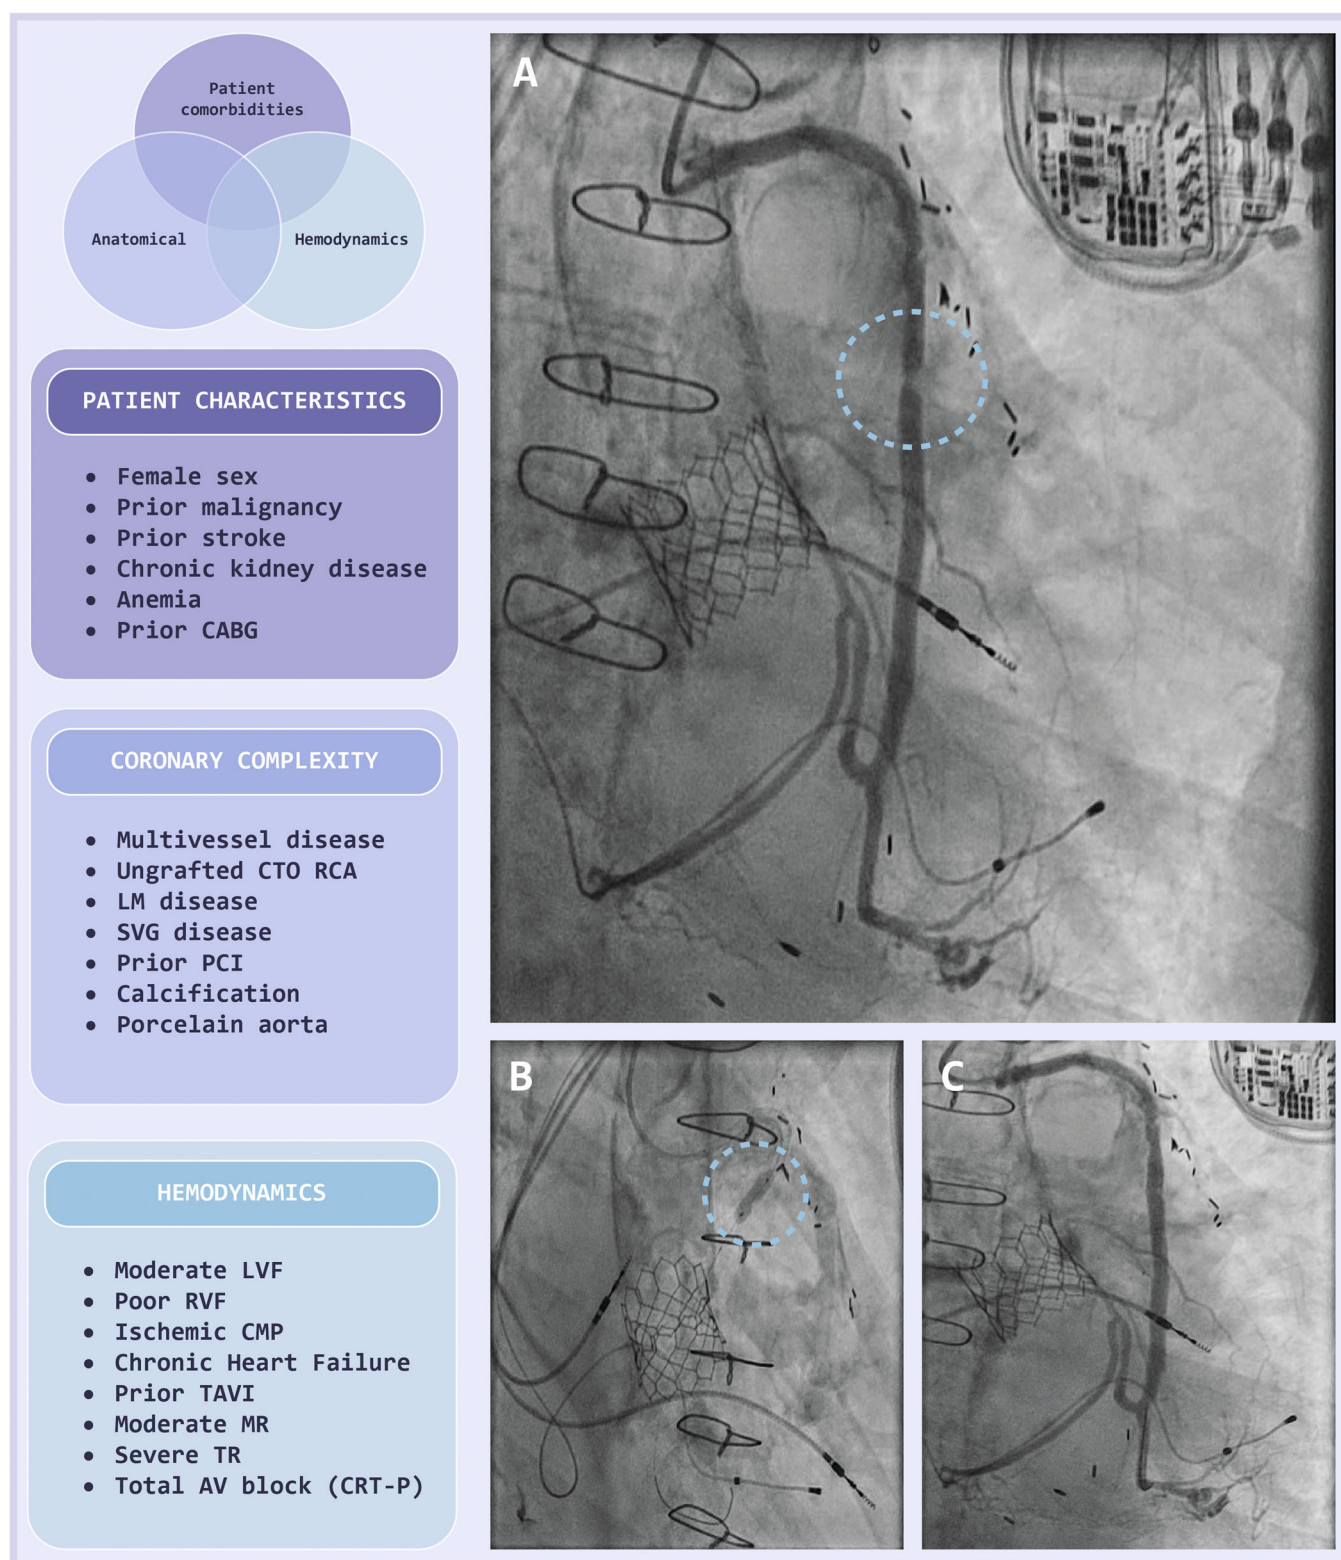 Patient
comorbidities
Anatomical
Hemodynamics
PATIENT CHARACTERISTICS
• Female sex
• Prior malignancy
• Prior stroke
• Chronic kidney disease
• Anemia
• Prior CABG
CORONARY COMPLEXITY
• Multivessel disease
• Ungrafted CTO RCA
• LM disease
• SVG disease
• Prior PCI
• Calcification
• Porcelain aorta
HEMODYNAMICS
• Moderate LVF
• Poor RVF
• Ischemic CMP
• Chronic Heart Failure
• Prior TAVI
• Moderate MR
• Severe TR
• Total AV block (CRT-P)
A
B
C